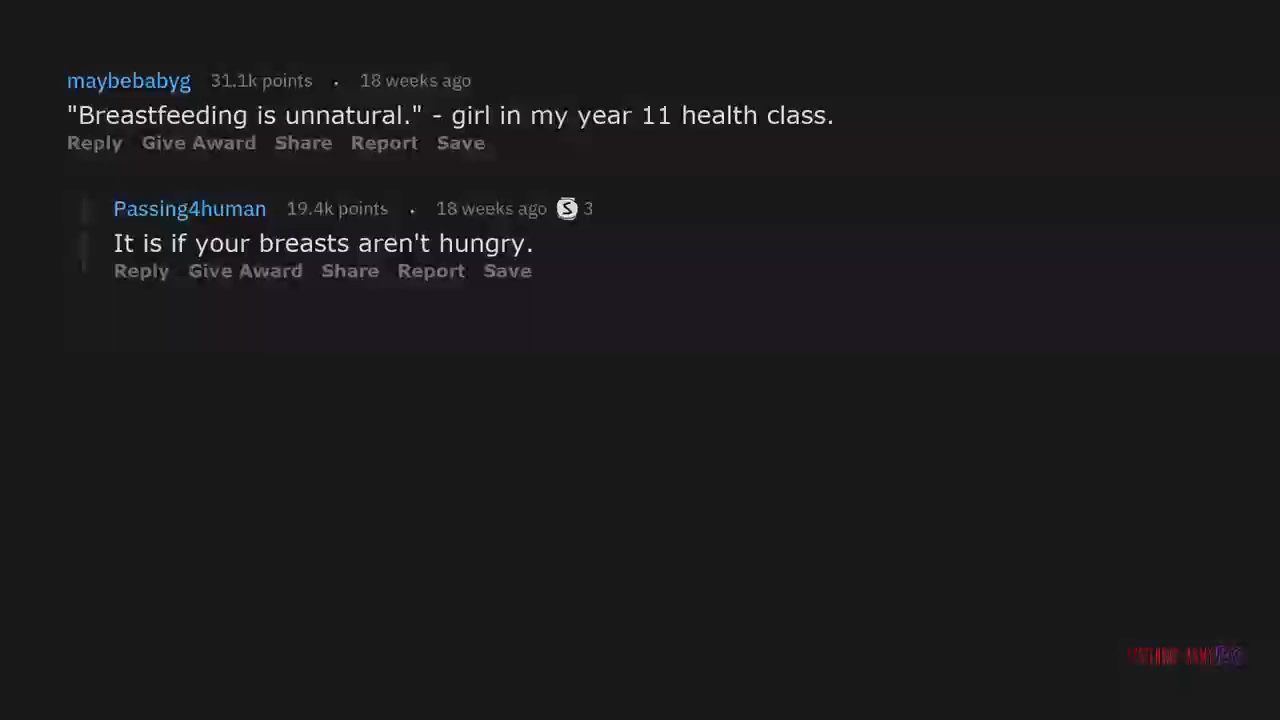 maybebabyg 31.1k points · 18 weeks ago
"Breastfeeding is unnatural." - girl in my year 11 health class.
Reply Give Award Share Report Save
Passing4human 19.4k points · 18 weeks ago S 3
It is if your breasts aren't hungry.
Reply Give Award Share Report Save